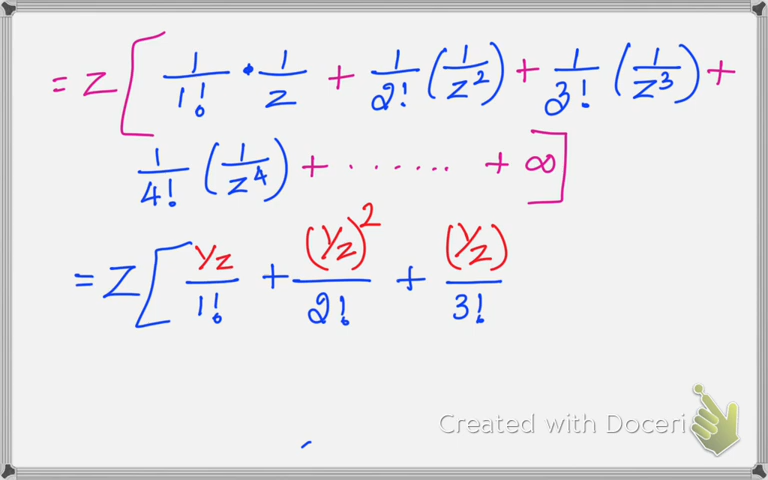 = z [ 1/1! · 1/z + 1/2! (1/z²) + 1/3! (1/z³) +
1/4! (1/z⁴) + · · · · · · + ∞ ]
= z [ (1/z)/1! + (1/z)²/2! + (1/z)/3!
Created with Doceri